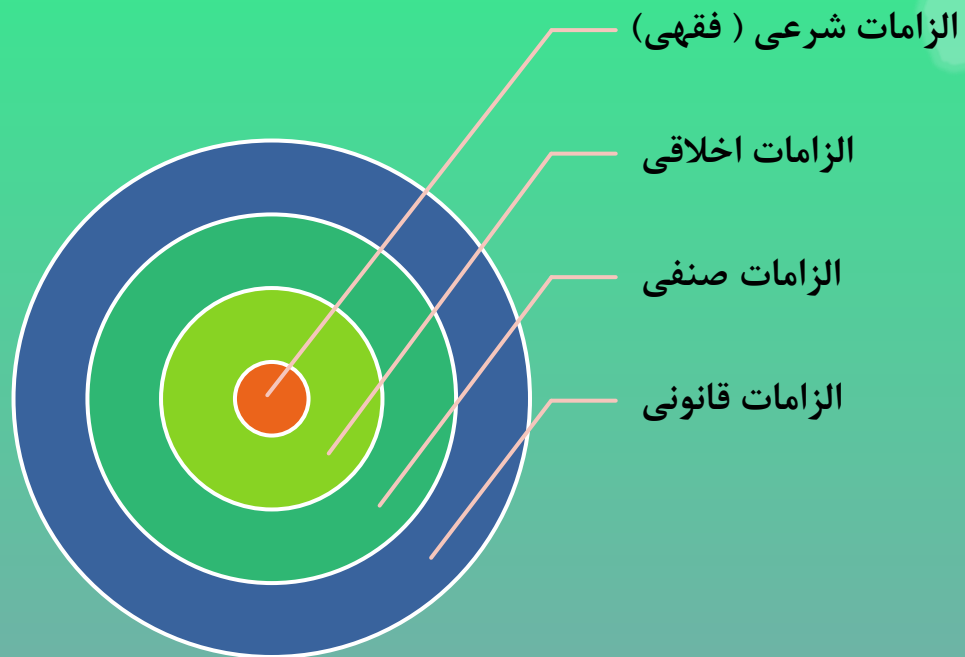 الزامات شرعی ( فقهی)
الزامات اخلاقی
الزامات صنفی
الزامات قانونی